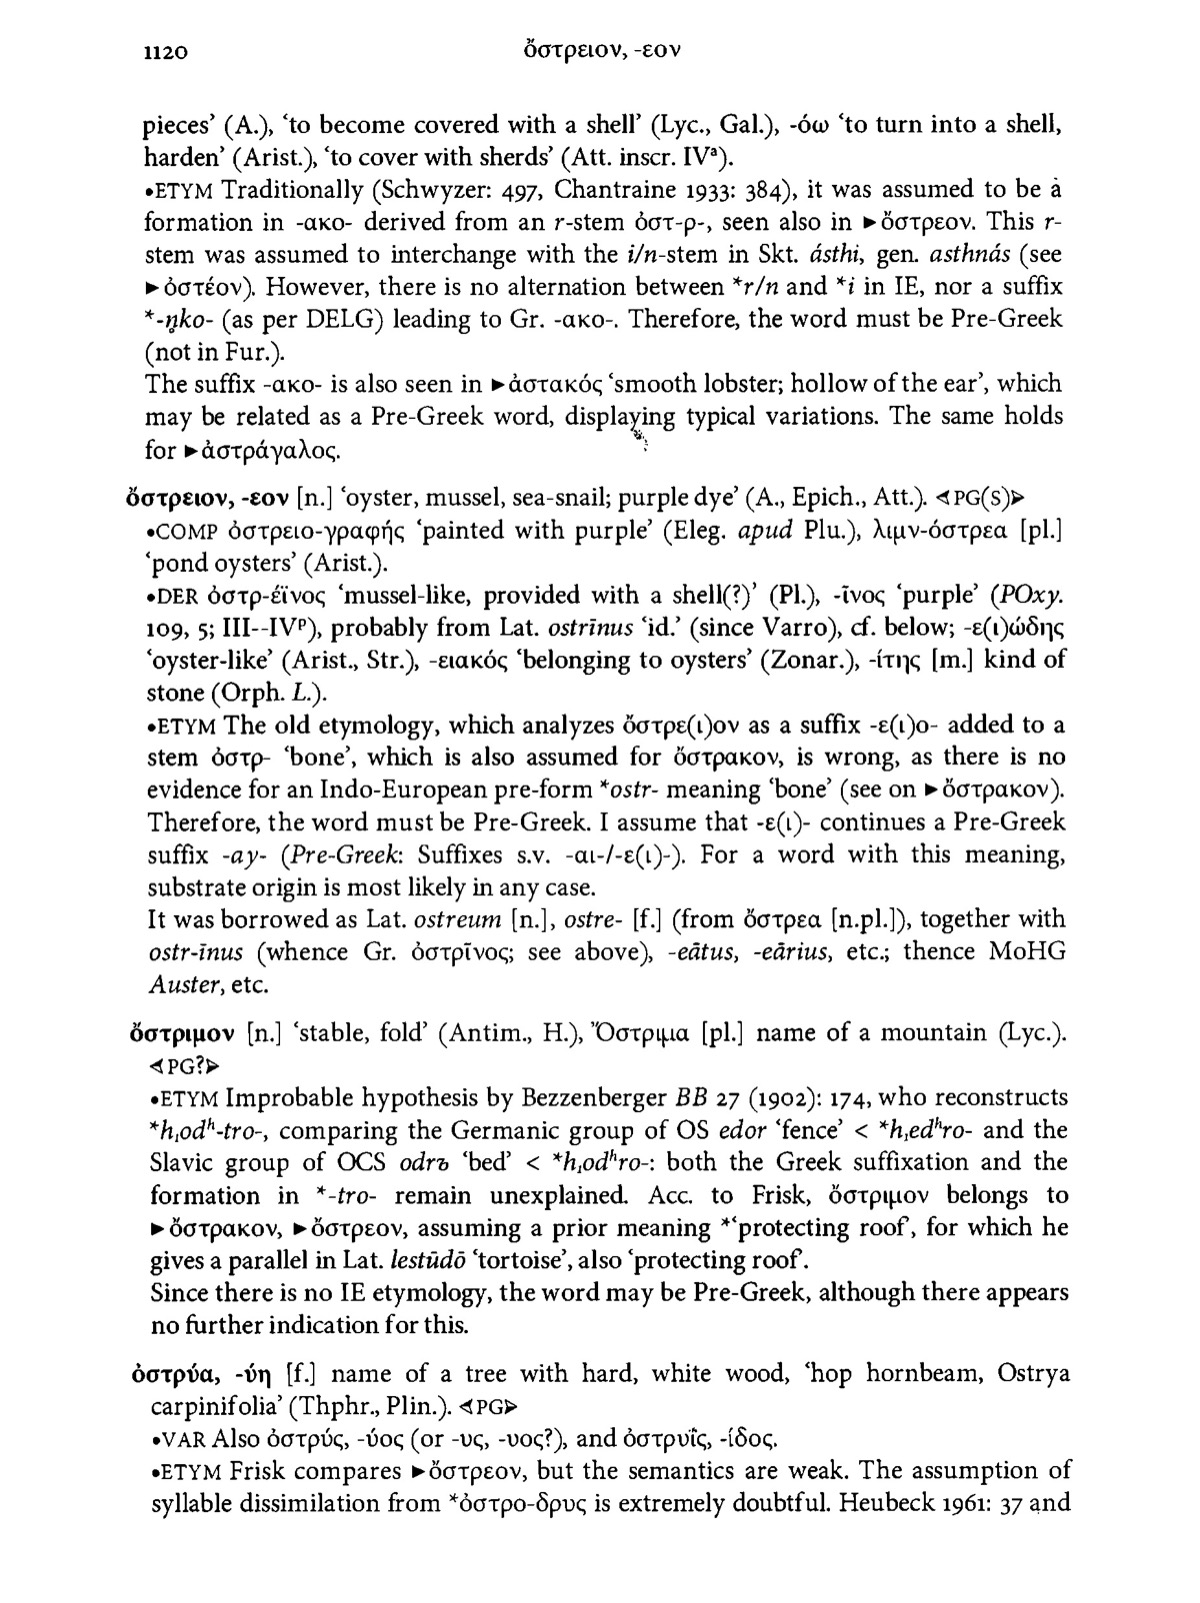 1120 ὄστρειον, -εον
pieces’ (A.), ‘to become covered with a shell’ (Lyc., Gal.), -όω ‘to turn into a shell,
harden’ (Arist.), ‘to cover with sherds’ (Att. inscr. IVᵃ).
•ETYM Traditionally (Schwyzer: 497, Chantraine 1933: 384), it was assumed to be a
formation in -ακο- derived from an r-stem ὀστ-ρ-, seen also in ►ὄστρεον. This r-
stem was assumed to interchange with the i/n-stem in Skt. ásthi, gen. asthnás (see
►ὀστέον). However, there is no alternation between *r/n and *i in IE, nor a suffix
*-n̥ko- (as per DELG) leading to Gr. -ακο-. Therefore, the word must be Pre-Greek
(not in Fur.).
The suffix -ακο- is also seen in ►ἀστακός ‘smooth lobster; hollow of the ear’, which
may be related as a Pre-Greek word, displaying typical variations. The same holds
for ►ἀστράγαλος.
ὄστρειον, -εον [n.] ‘oyster, mussel, sea-snail; purple dye’ (A., Epich., Att.). ⊲PG(S)⊳
•COMP ὀστρειο-γραφής ‘painted with purple’ (Eleg. apud Plu.), λιμν-όστρεα [pl.]
‘pond oysters’ (Arist.).
•DER ὀστρ-έϊνος ‘mussel-like, provided with a shell(?)’ (Pl.), -ῖνος ‘purple’ (POxy.
109, 5; III--IVᵖ), probably from Lat. ostrīnus ‘id.’ (since Varro), cf. below; -ε(ι)ώδης
‘oyster-like’ (Arist., Str.), -ειακός ‘belonging to oysters’ (Zonar.), -ίτης [m.] kind of
stone (Orph. L.).
•ETYM The old etymology, which analyzes ὄστρε(ι)ον as a suffix -ε(ι)ο- added to a
stem ὀστρ- ‘bone’, which is also assumed for ὄστρακον, is wrong, as there is no
evidence for an Indo-European pre-form *ostr- meaning ‘bone’ (see on ►ὄστρακον).
Therefore, the word must be Pre-Greek. I assume that -ε(ι)- continues a Pre-Greek
suffix -ay- (Pre-Greek: Suffixes s.v. -αι-/-ε(ι)-). For a word with this meaning,
substrate origin is most likely in any case.
It was borrowed as Lat. ostreum [n.], ostre- [f.] (from ὄστρεα [n.pl.]), together with
ostr-īnus (whence Gr. ὀστρῖνος; see above), -eātus, -eārius, etc.; thence MoHG
Auster, etc.
ὄστριμον [n.] ‘stable, fold’ (Antim., H.), Ὄστριμα [pl.] name of a mountain (Lyc.).
⊲PG?⊳
•ETYM Improbable hypothesis by Bezzenberger BB 27 (1902): 174, who reconstructs
*h₁odʰ-tro-, comparing the Germanic group of OS edor ‘fence’ < *h₁edʰro- and the
Slavic group of OCS odrъ ‘bed’ < *h₁odʰro-: both the Greek suffixation and the
formation in *-tro- remain unexplained. Acc. to Frisk, ὄστριμον belongs to
►ὄστρακον, ►ὄστρεον, assuming a prior meaning *‘protecting roof’, for which he
gives a parallel in Lat. lestūdō ‘tortoise’, also ‘protecting roof’.
Since there is no IE etymology, the word may be Pre-Greek, although there appears
no further indication for this.
ὀστρύα, -ύη [f.] name of a tree with hard, white wood, ‘hop hornbeam, Ostrya
carpinifolia’ (Thphr., Plin.). ⊲PG⊳
•VAR Also ὀστρύς, -ύος (or -υς, -υος?), and ὀστρυΐς, -ίδος.
•ETYM Frisk compares ►ὄστρεον, but the semantics are weak. The assumption of
syllable dissimilation from *ὀστρο-δρυς is extremely doubtful. Heubeck 1961: 37 and